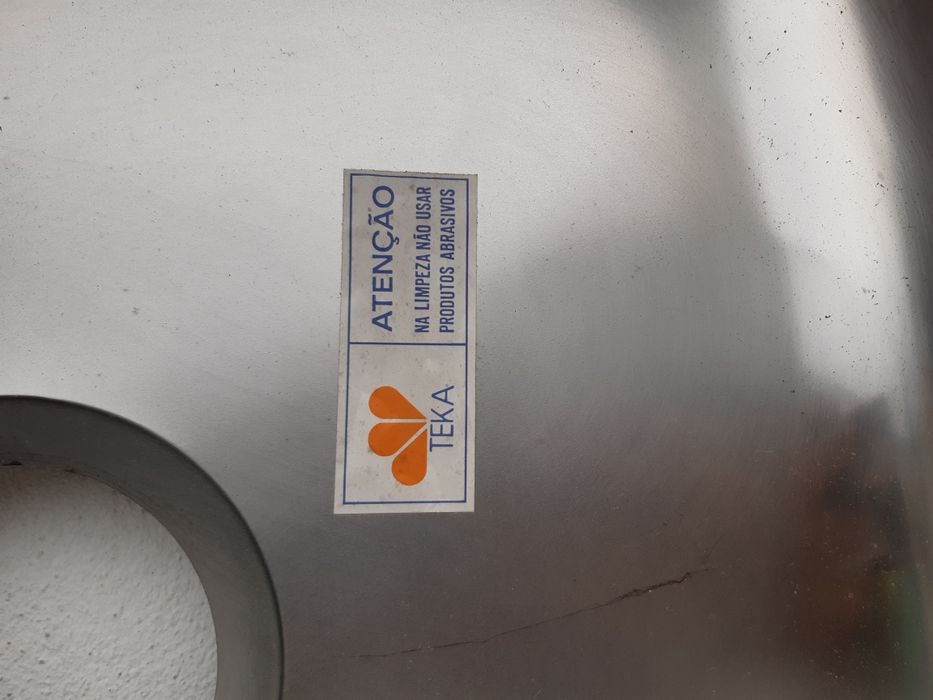 TEKA
ATENÇÃO
NA LIMPEZA NÃO USAR
PRODUTOS ABRASIVOS